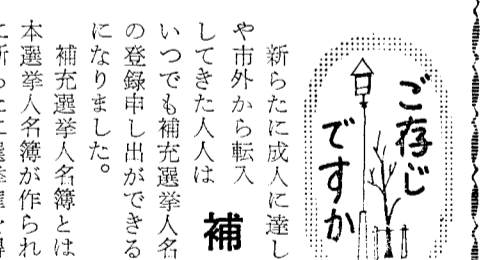 ご存じ
ですか
補
新らたに成人に達し
や市外から転入
してきた人人は
いつでも補充選挙人名
の登録申し出ができる
になりました。
補充選挙人名簿とは
本選挙人名簿が作られ